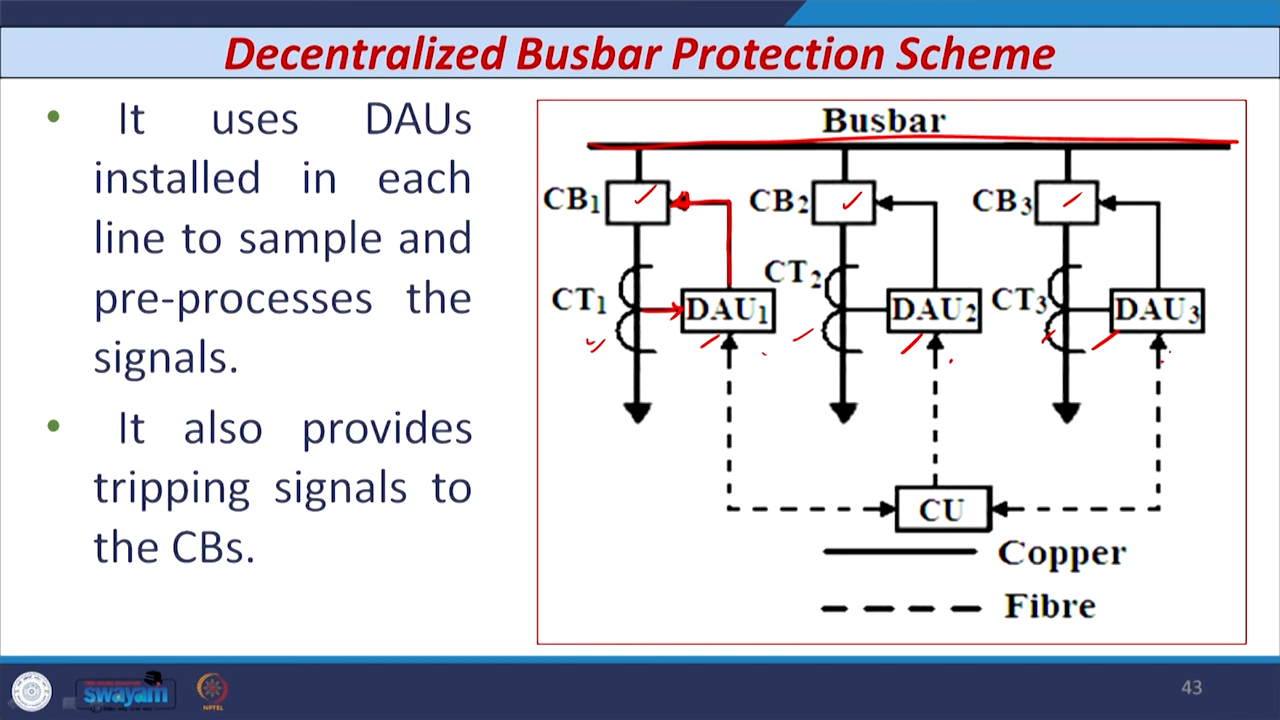 Decentralized Busbar Protection Scheme
• It uses DAUs
installed in each
line to sample and
pre-processes the
signals.
• It also provides
tripping signals to
the CBs.
Busbar
CB1
CB2
CB3
CT1
DAU1
CT2
DAU2
CT3
DAU3
CU
Copper
Fibre
swayam
NPTEL
43